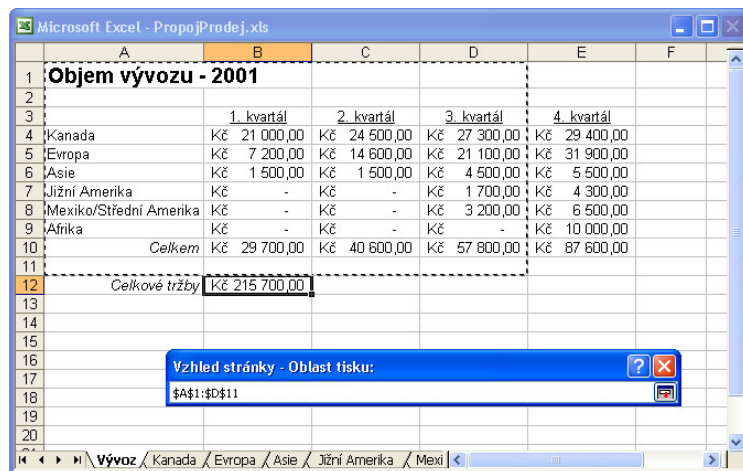 Microsoft Excel - PropojProdej.xls
A B C D E F
1 Objem vývozu - 2001
2
3 1. kvartál 2. kvartál 3. kvartál 4. kvartál
4 Kanada Kč 21 000,00 Kč 24 500,00 Kč 27 300,00 Kč 29 400,00
5 Evropa Kč 7 200,00 Kč 14 600,00 Kč 21 100,00 Kč 31 900,00
6 Asie Kč 1 500,00 Kč 1 500,00 Kč 4 500,00 Kč 5 500,00
7 Jižní Amerika Kč - Kč - Kč 1 700,00 Kč 4 300,00
8 Mexiko/Střední Amerika Kč - Kč - Kč 3 200,00 Kč 6 500,00
9 Afrika Kč - Kč - Kč - Kč 10 000,00
10 Celkem Kč 29 700,00 Kč 40 600,00 Kč 57 800,00 Kč 87 600,00
11
12 Celkové tržby Kč 215 700,00
13
14
15
16
Vzhled stránky - Oblast tisku:
17
18
$A$1:$D$11
19
20
Vývoz Kanada Evropa Asie Jižní Amerika Mexi